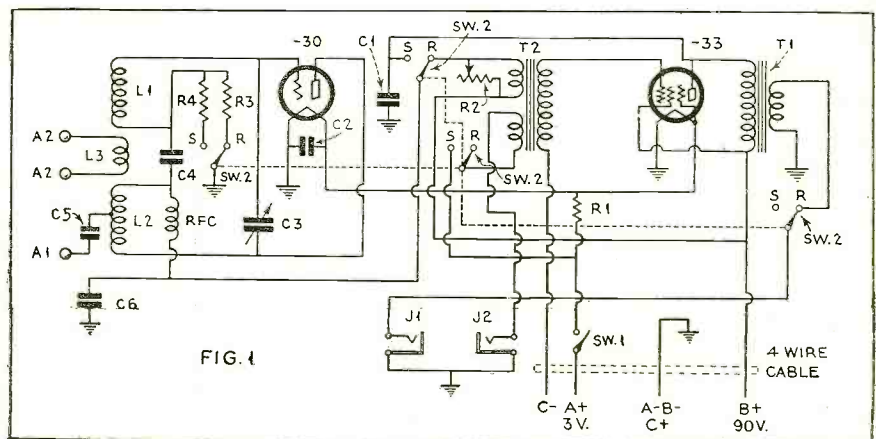 SW.2
-30
C1
S R
T2
-33
T1
L1
R4
R3
R2
A2
L3
A2
S R
SW.2
C2
S R
SW.2
C4
C5
L2
RFC
C3
R1
S R
SW.2
A1
C6
J1
J2
FIG. 1
SW.1
4 WIRE
CABLE
C- A+ A-B- B+
3V. C+ 90V.